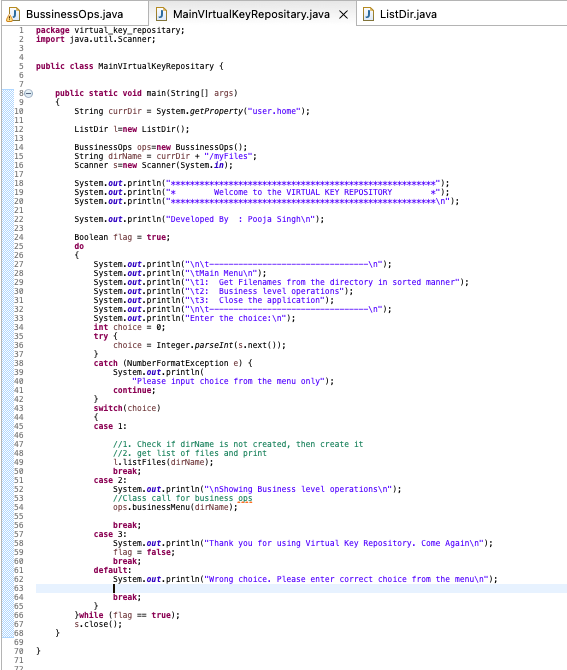 BussinessOps.java MainVIrtualKeyRepositary.java ListDir.java
1 package virtual_key_repositary;
2 import java.util.Scanner;
3
4
5 public class MainVIrtualKeyRepositary {
6
7
8 public static void main(String[] args)
9 {
10 String currDir = System.getProperty("user.home");
11
12 ListDir l=new ListDir();
13
14 BussinessOps ops=new BussinessOps();
15 String dirName = currDir + "/myFiles";
16 Scanner s=new Scanner(System.in);
17
18 System.out.println("*******************************************************");
19 System.out.println("* Welcome to the VIRTUAL KEY REPOSITORY *");
20 System.out.println("*******************************************************\n");
21
22 System.out.println("Developed By : Pooja Singh\n");
23
24 Boolean flag = true;
25 do
26 {
27 System.out.println("\n\t---------------------------------\n");
28 System.out.println("\tMain Menu\n");
29 System.out.println("\t1: Get Filenames from the directory in sorted manner");
30 System.out.println("\t2: Business level operations");
31 System.out.println("\t3: Close the application");
32 System.out.println("\n\t---------------------------------\n");
33 System.out.println("Enter the choice:\n");
34 int choice = 0;
35 try {
36 choice = Integer.parseInt(s.next());
37 }
38 catch (NumberFormatException e) {
39 System.out.println(
40 "Please input choice from the menu only");
41 continue;
42 }
43 switch(choice)
44 {
45 case 1:
46
47 //1. Check if dirName is not created, then create it
48 //2. get list of files and print
49 l.listFiles(dirName);
50 break;
51 case 2:
52 System.out.println("\nShowing Business level operations\n");
53 //Class call for business ops
54 ops.businessMenu(dirName);
55
56 break;
57 case 3:
58 System.out.println("Thank you for using Virtual Key Repository. Come Again\n");
59 flag = false;
60 break;
61 default:
62 System.out.println("Wrong choice. Please enter correct choice from the menu\n");
63
64 break;
65 }
66 }while (flag == true);
67 s.close();
68 }
69
70 }
71
72